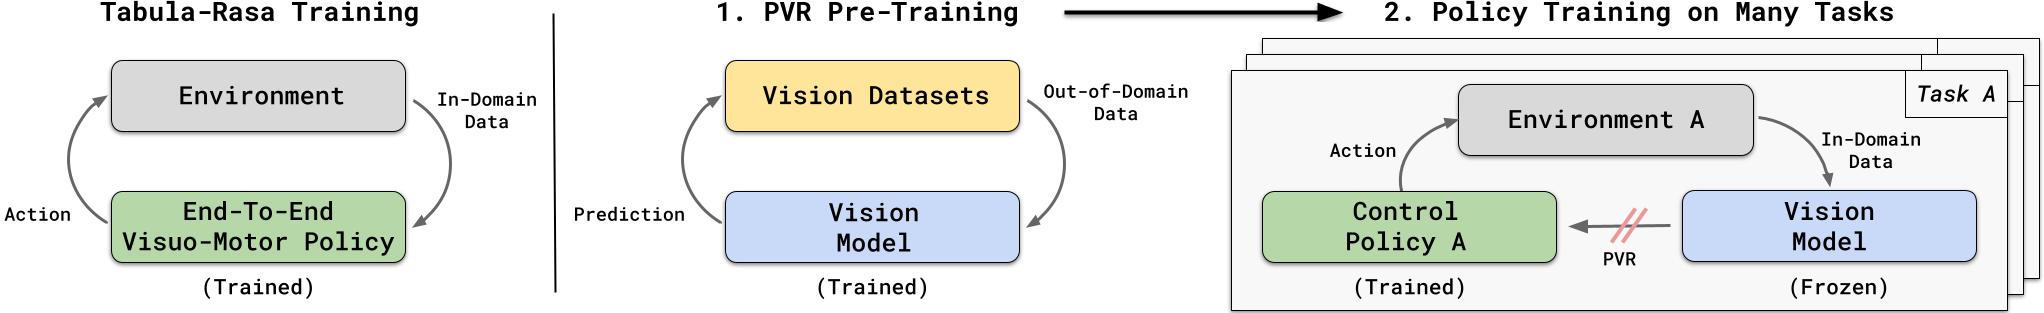 Tabula-Rasa Training
Environment
In-Domain
Data
Action
End-To-End
Visuo-Motor Policy
(Trained)
1. PVR Pre-Training
Vision Datasets
Out-of-Domain
Data
Prediction
Vision
Model
(Trained)
2. Policy Training on Many Tasks
Task A
Environment A
Action
In-Domain
Data
Control
Policy A
PVR
Vision
Model
(Trained)
(Frozen)